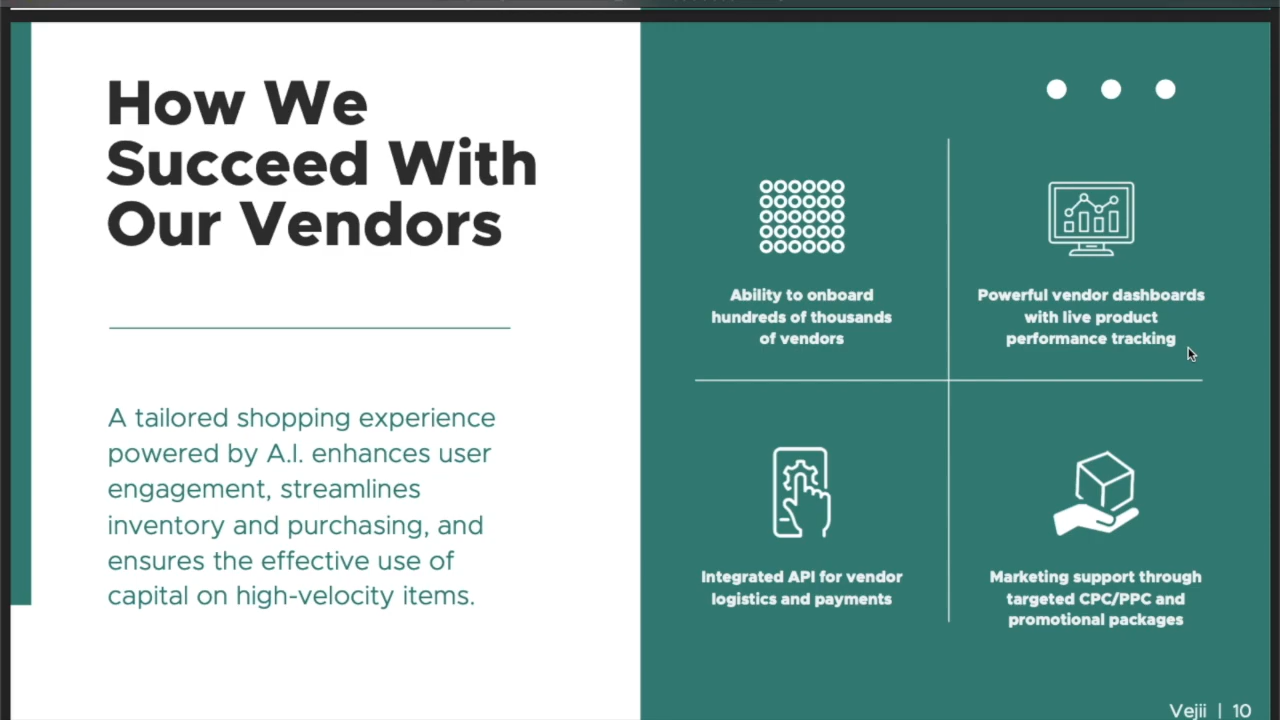 How We
Succeed With
Our Vendors
A tailored shopping experience
powered by A.I. enhances user
engagement, streamlines
inventory and purchasing, and
ensures the effective use of
capital on high-velocity items.
Ability to onboard
hundreds of thousands
of vendors
Powerful vendor dashboards
with live product
performance tracking
Integrated API for vendor
logistics and payments
Marketing support through
targeted CPC/PPC and
promotional packages
Vejii | 10